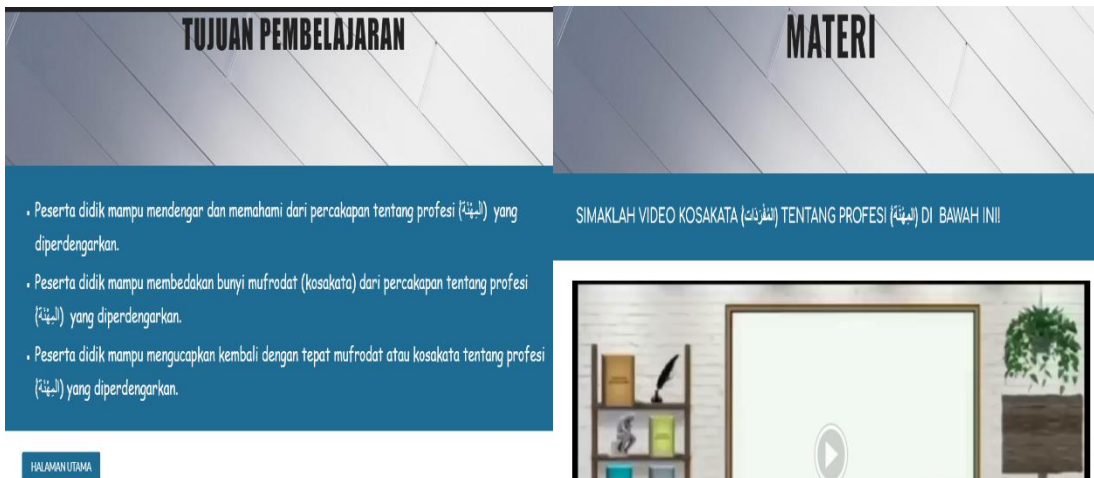 TUJUAN PEMBELAJARAN
• Peserta didik mampu mendengar dan memahami dari percakapan tentang profesi (المِهْنَةُ) yang
diperdengarkan.
• Peserta didik mampu membedakan bunyi mufrodat (kosakata) dari percakapan tentang profesi
(المِهْنَةُ) yang diperdengarkan.
• Peserta didik mampu mengucapkan kembali dengan tepat mufrodat atau kosakata tentang profesi
(المِهْنَةُ) yang diperdengarkan.
HALAMAN UTAMA
MATERI
SIMAKLAH VIDEO KOSAKATA (المُفْرَدَات) TENTANG PROFESI (المِهْنَةُ) DI BAWAH INI!